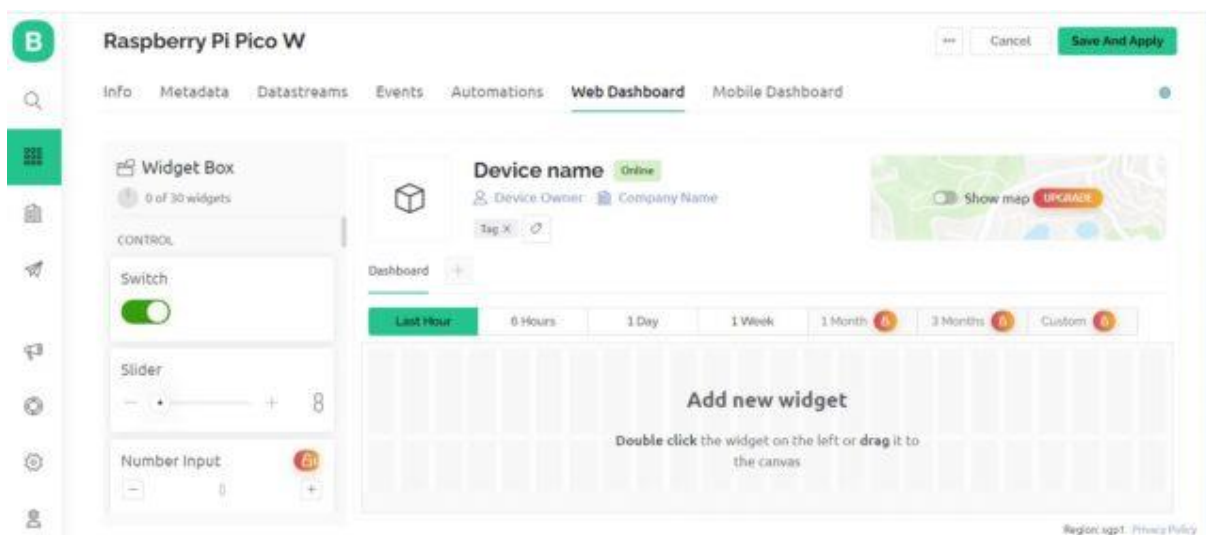 B
Raspberry Pi Pico W
... Cancel Save And Apply
Info Metadata Datastreams Events Automations Web Dashboard Mobile Dashboard
Widget Box
0 of 30 widgets
CONTROL
Switch
Slider
− + 8
Number Input
− 0 +
Device name Online
Device Owner Company Name
Tag ×
Show map UPGRADE
Dashboard +
Last Hour 6 Hours 1 Day 1 Week 1 Month 3 Months Custom
Add new widget
Double click the widget on the left or drag it to
the canvas
Region: sgp1 Privacy Policy